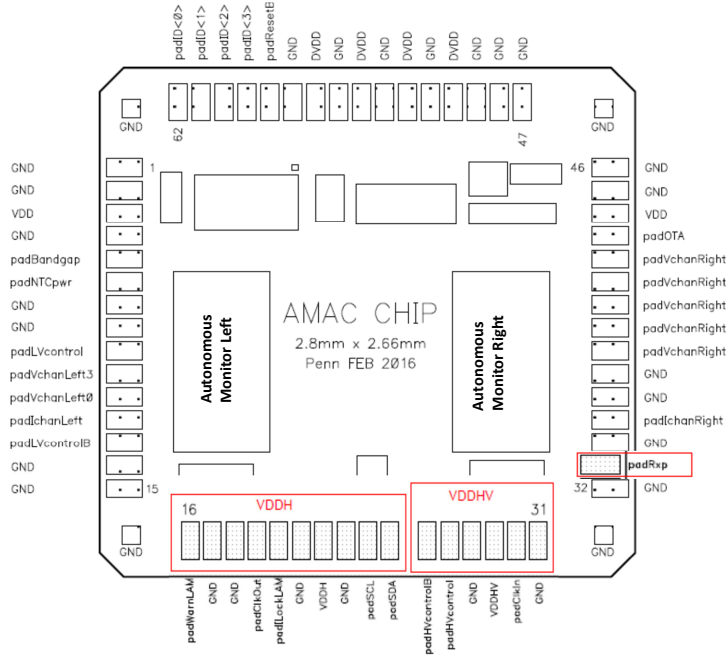 padID<0>
padID<1>
padID<2>
padID<3>
padResetB
GND
DVDD
GND
DVDD
GND
DVDD
GND
DVDD
GND
GND
GND
GND
62
47
GND
GND
1
46
GND
GND
GND
VDD
VDD
GND
padOTA
padBandgap
padVchanRight
padNTCpwr
padVchanRight
GND
padVchanRight
GND
padVchanRight
padLVcontrol
padVchanRight
padVchanLeft3
GND
padVchanLeft0
GND
padIchanLeft
padIchanRight
padLVcontrolB
GND
GND
padRxp
GND
15
32
GND
Autonomous
Monitor Left
AMAC CHIP
2.8mm x 2.66mm
Penn FEB 2016
Autonomous
Monitor Right
16
VDDH
VDDHV
31
GND
GND
padWarnLAM
GND
GND
padClkOut
padILockLAM
GND
VDDH
GND
padSCL
padSDA
padHVcontrolB
padHVcontrol
GND
VDDHV
padClkIn
GND